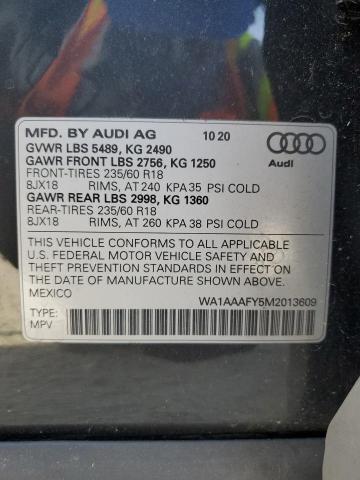 MFD. BY AUDI AG 10 20
GVWR LBS 5489, KG 2490
GAWR FRONT LBS 2756, KG 1250
FRONT-TIRES 235/60 R18
8JX18 RIMS, AT 240 KPA 35 PSI COLD
GAWR REAR LBS 2998, KG 1360
REAR-TIRES 235/60 R18
8JX18 RIMS, AT 260 KPA 38 PSI COLD
Audi
THIS VEHICLE CONFORMS TO ALL APPLICABLE
U.S. FEDERAL MOTOR VEHICLE SAFETY AND
THEFT PREVENTION STANDARDS IN EFFECT ON
THE DATE OF MANUFACTURE SHOWN ABOVE.
MEXICO WA1AAAFY5M2013609
TYPE:
MPV